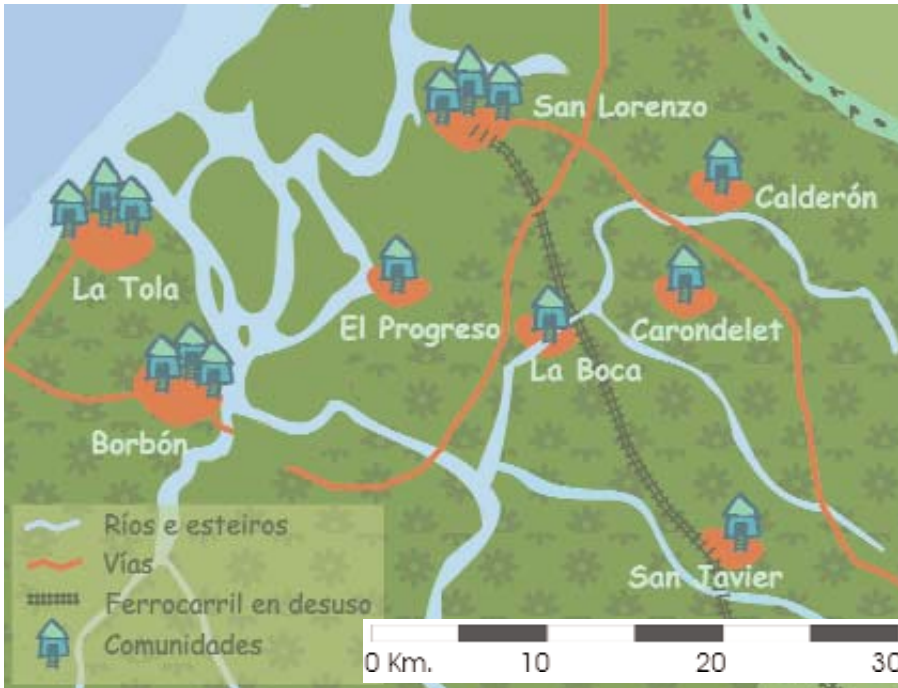 San Lorenzo
Calderón
La Tola
El Progreso
Carondelet
La Boca
Borbón
San Javier
Ríos e esteiros
Vías
Ferrocarril en desuso
Comunidades
0 Km. 10 20 30